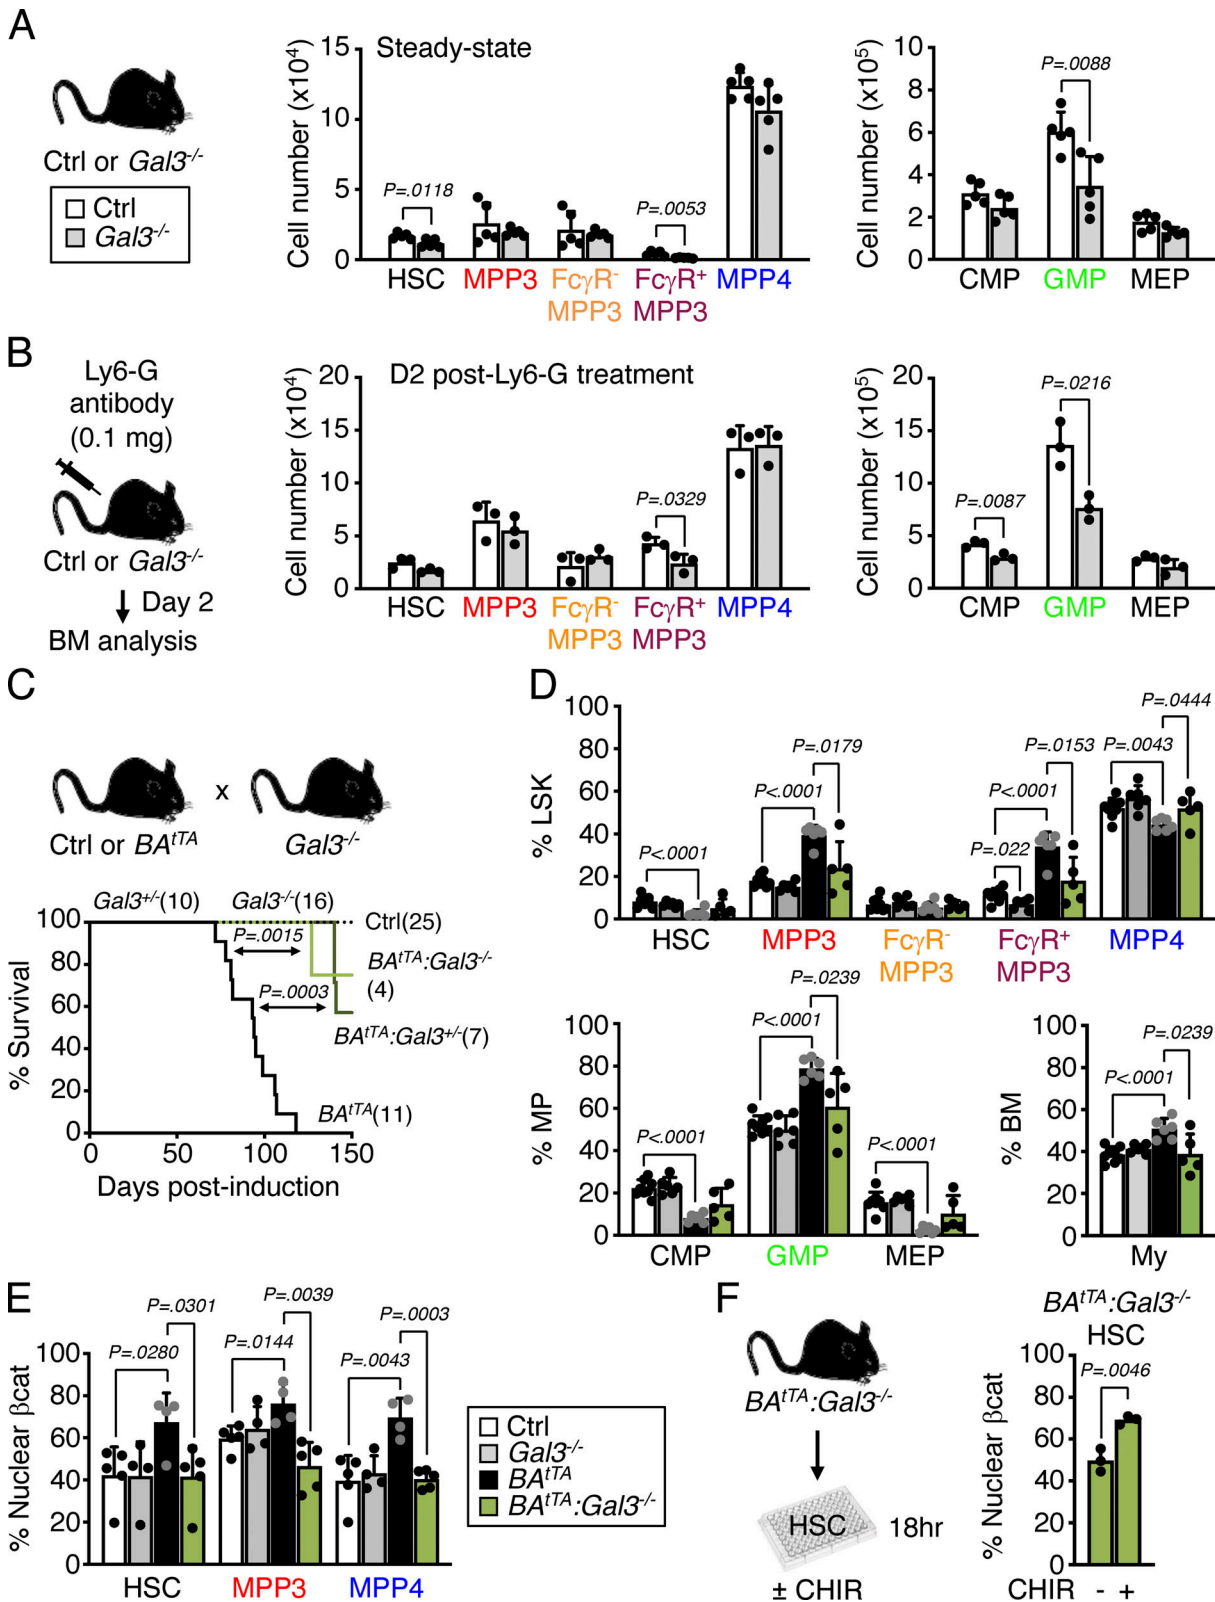 A
Ctrl or Gal3-/-
Ctrl
Gal3-/-
Steady-state
Cell number (x10⁴)
15
10
5
0
P=.0118
P=.0053
HSC MPP3 FcγR- MPP3 FcγR+ MPP3 MPP4
Cell number (x10⁵)
10
8
6
4
2
0
P=.0088
CMP GMP MEP
B
Ly6-G
antibody
(0.1 mg)
Ctrl or Gal3-/-
Day 2
BM analysis
D2 post-Ly6-G treatment
Cell number (x10⁴)
20
15
10
5
0
P=.0329
HSC MPP3 FcγR- MPP3 FcγR+ MPP3 MPP4
Cell number (x10⁵)
20
15
10
5
0
P=.0087
P=.0216
CMP GMP MEP
C
x
Ctrl or BAtTA
Gal3-/-
Gal3+/-(10) Gal3-/-(16)
Ctrl(25)
% Survival
100
80
60
40
20
0
P=.0015
BAtTA:Gal3-/-
(4)
P=.0003
BAtTA:Gal3+/-(7)
BAtTA(11)
0 50 100 150
Days post-induction
D
% LSK
100
80
60
40
20
0
P<.0001
P<.0001
P=.0179
P=.022
P<.0001
P=.0153
P=.0043
P=.0444
HSC MPP3 FcγR- MPP3 FcγR+ MPP3 MPP4
% MP
100
80
60
40
20
0
P<.0001
P<.0001
P=.0239
P<.0001
CMP GMP MEP
% BM
100
80
60
40
20
0
P<.0001
P=.0239
My
E
% Nuclear βcat
100
80
60
40
20
0
P=.0280
P=.0301
P=.0144
P=.0039
P=.0043
P=.0003
HSC MPP3 MPP4
Ctrl
Gal3-/-
BAtTA
BAtTA:Gal3-/-
F
BAtTA:Gal3-/-
HSC
18hr
± CHIR
BAtTA:Gal3-/-
HSC
% Nuclear βcat
100
80
60
40
20
0
P=.0046
CHIR - +